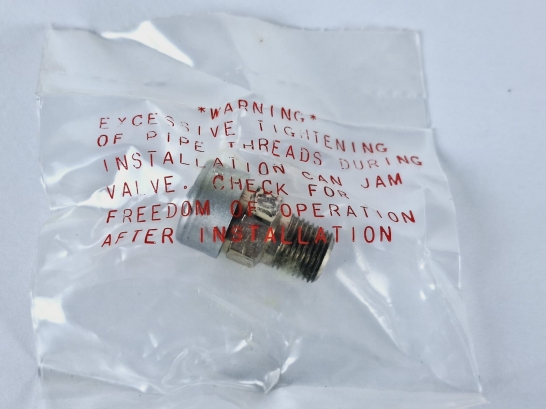 *WARNING*
EXCESSIVE TIGHTENING
OF PIPE THREADS DURING
INSTALLATION CAN JAM
VALVE. CHECK FOR
FREEDOM OF OPERATION
AFTER INSTALLATION